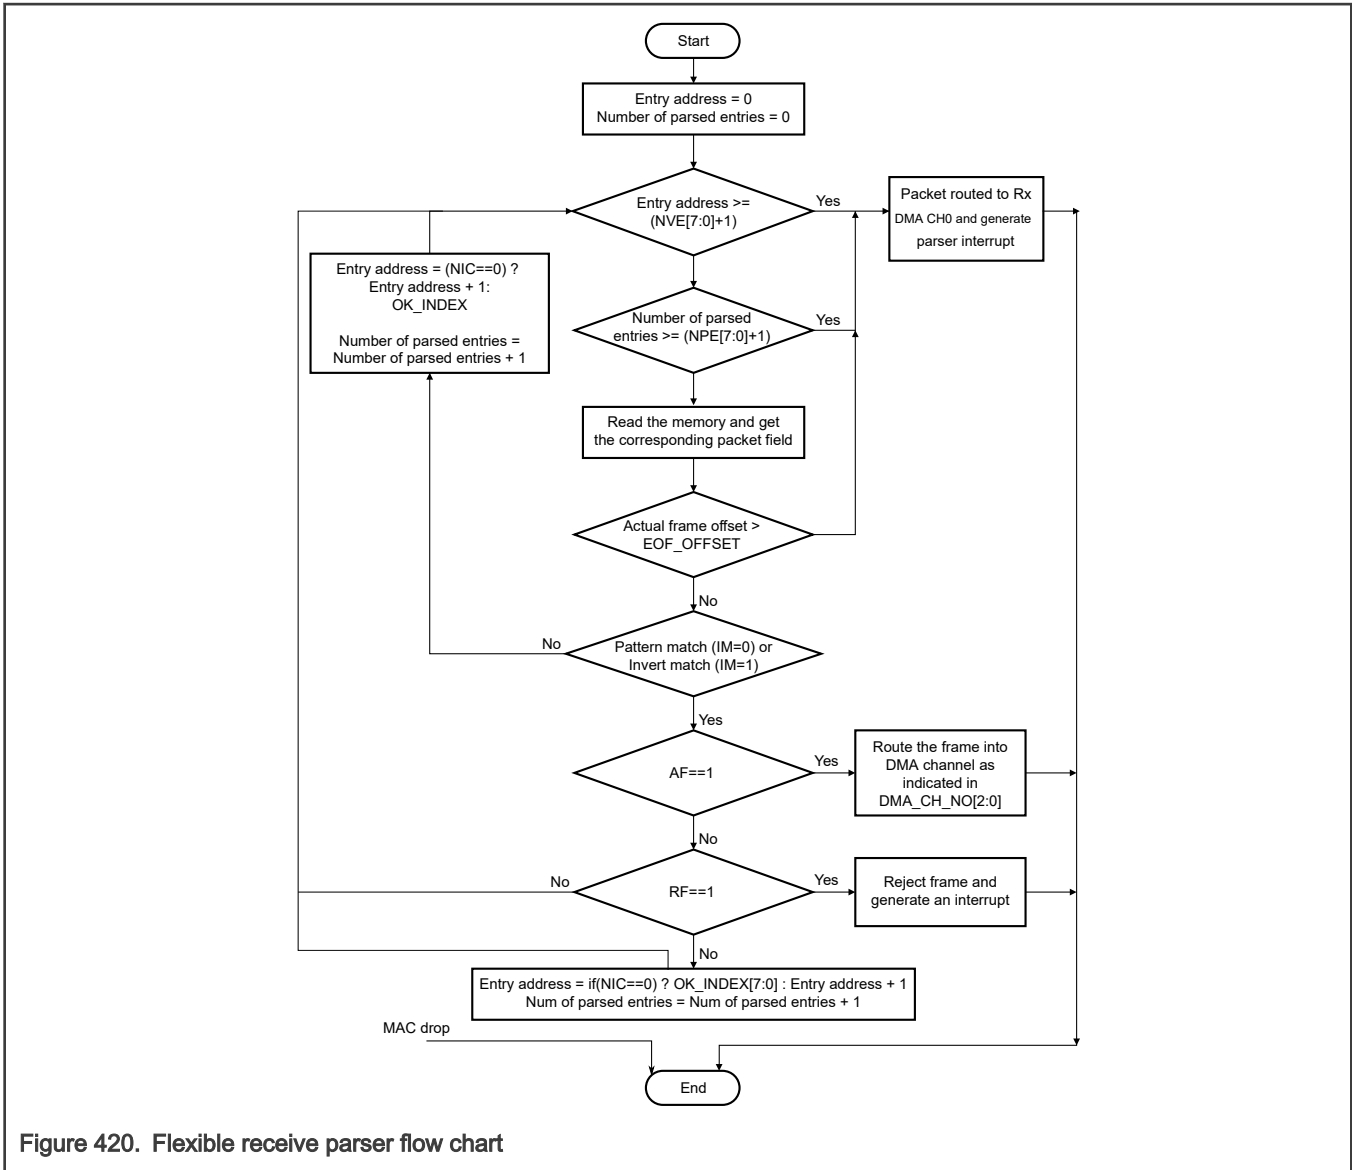 Start
Entry address = 0
Number of parsed entries = 0
Entry address >=
(NVE[7:0]+1)
Yes
Packet routed to Rx
DMA CH0 and generate
parser interrupt
Entry address = (NIC==0) ?
Entry address + 1:
OK_INDEX
Number of parsed entries =
Number of parsed entries + 1
Number of parsed
entries >= (NPE[7:0]+1)
Yes
Read the memory and get
the corresponding packet field
Actual frame offset >
EOF_OFFSET
No
Pattern match (IM=0) or
Invert match (IM=1)
No
Yes
AF==1
Yes
Route the frame into
DMA channel as
indicated in
DMA_CH_NO[2:0]
No
RF==1
No
Yes
Reject frame and
generate an interrupt
No
Entry address = if(NIC==0) ? OK_INDEX[7:0] : Entry address + 1
Num of parsed entries = Num of parsed entries + 1
MAC drop
End
Figure 420. Flexible receive parser flow chart